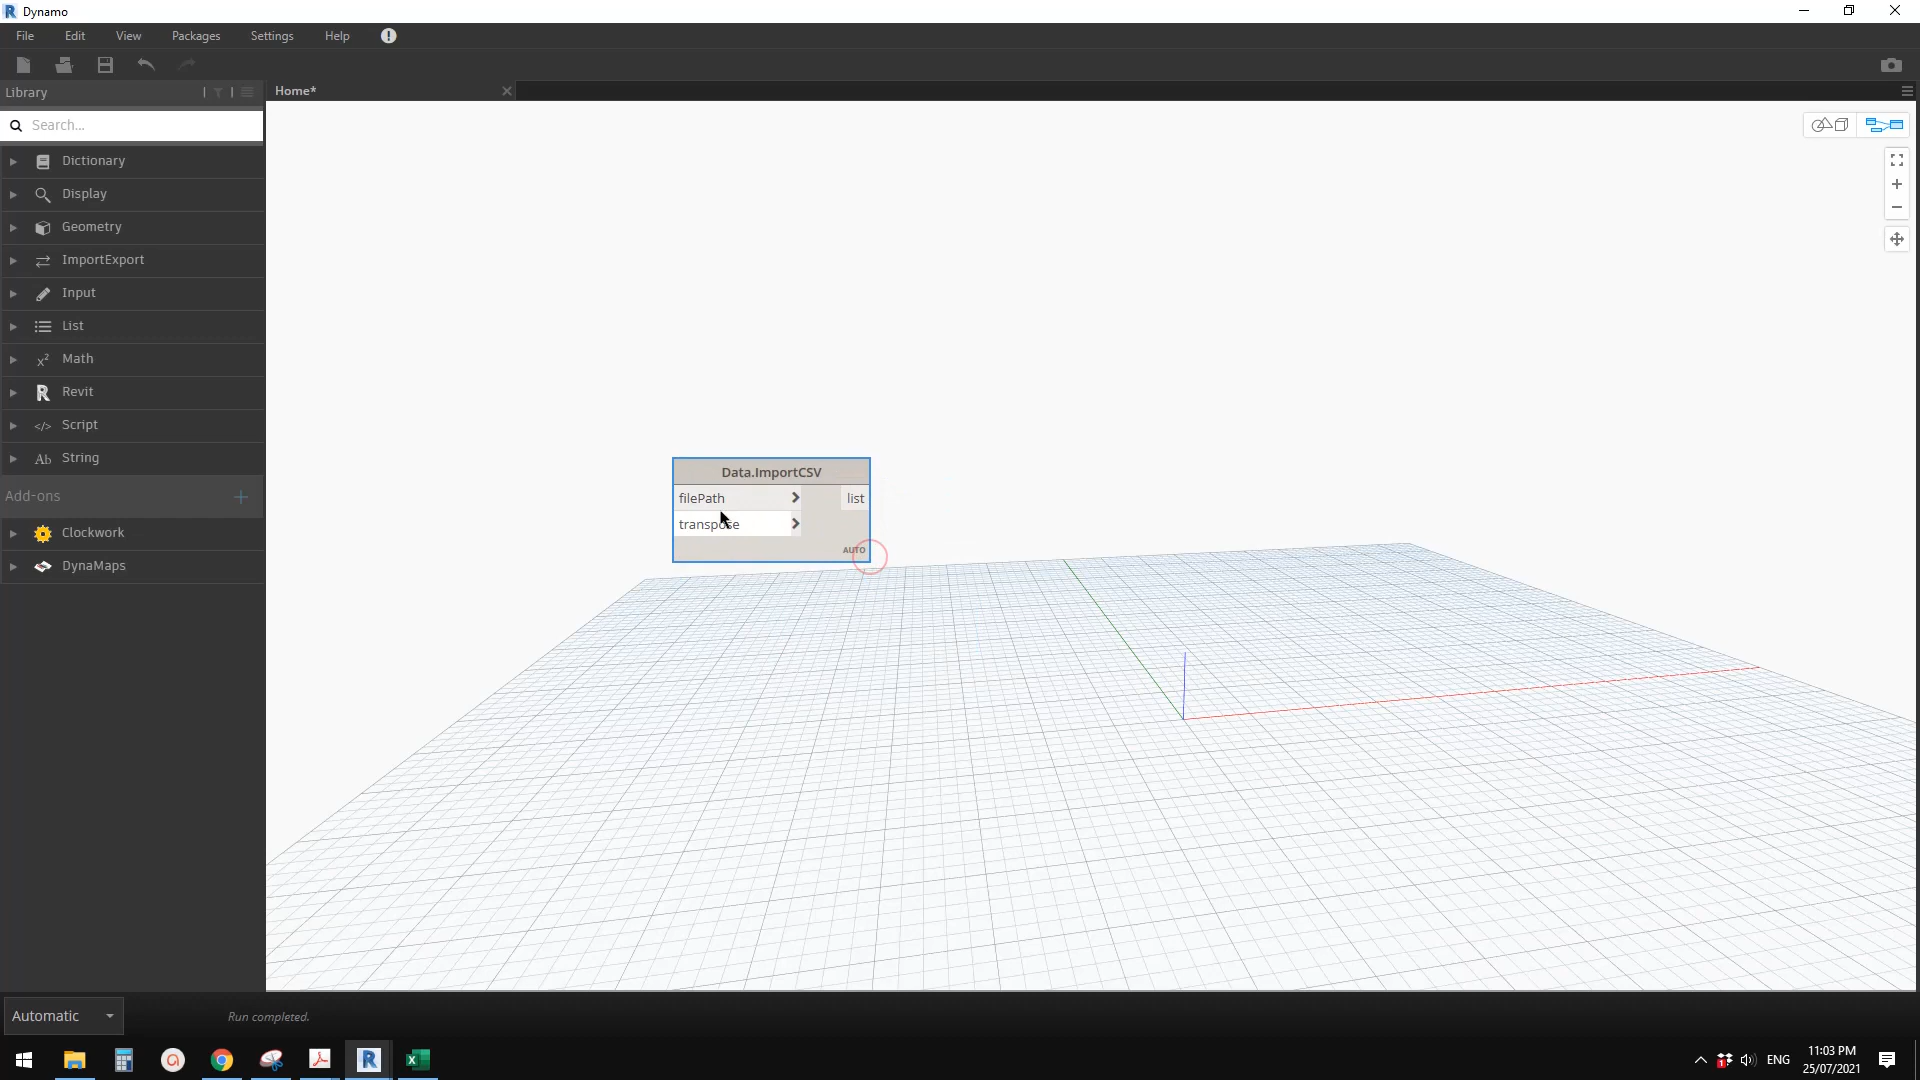 Dynamo
File Edit View Packages Settings Help
Library
Home*
Search...
Dictionary
Display
Geometry
ImportExport
Input
List
Math
Revit
Script
String
Add-ons
Clockwork
DynaMaps
Data.ImportCSV
filePath list
transpose
AUTO
Automatic
Run completed.
ENG
11:03 PM
25/07/2021